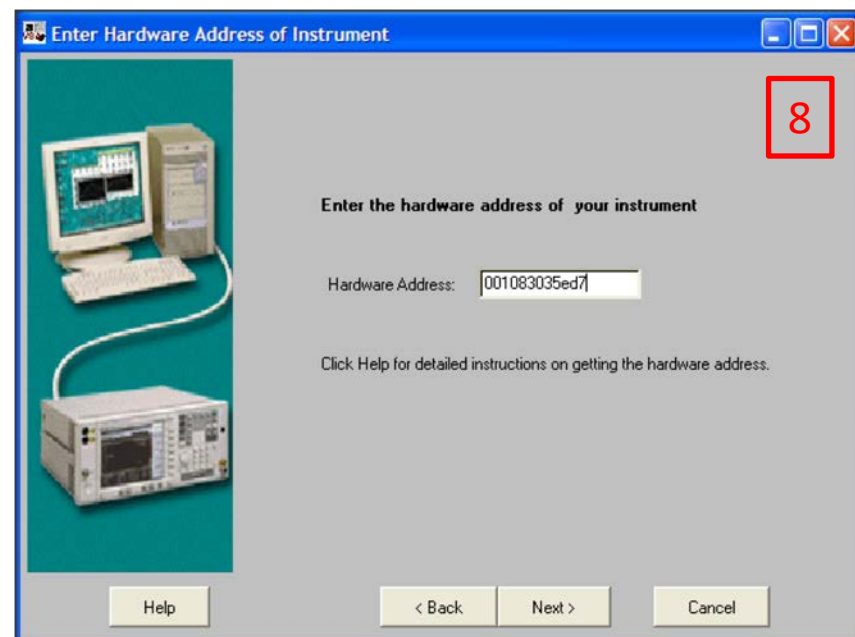 Enter Hardware Address of Instrument
8
Enter the hardware address of your instrument
Hardware Address: 001083035ed7
Click Help for detailed instructions on getting the hardware address.
Help < Back Next > Cancel